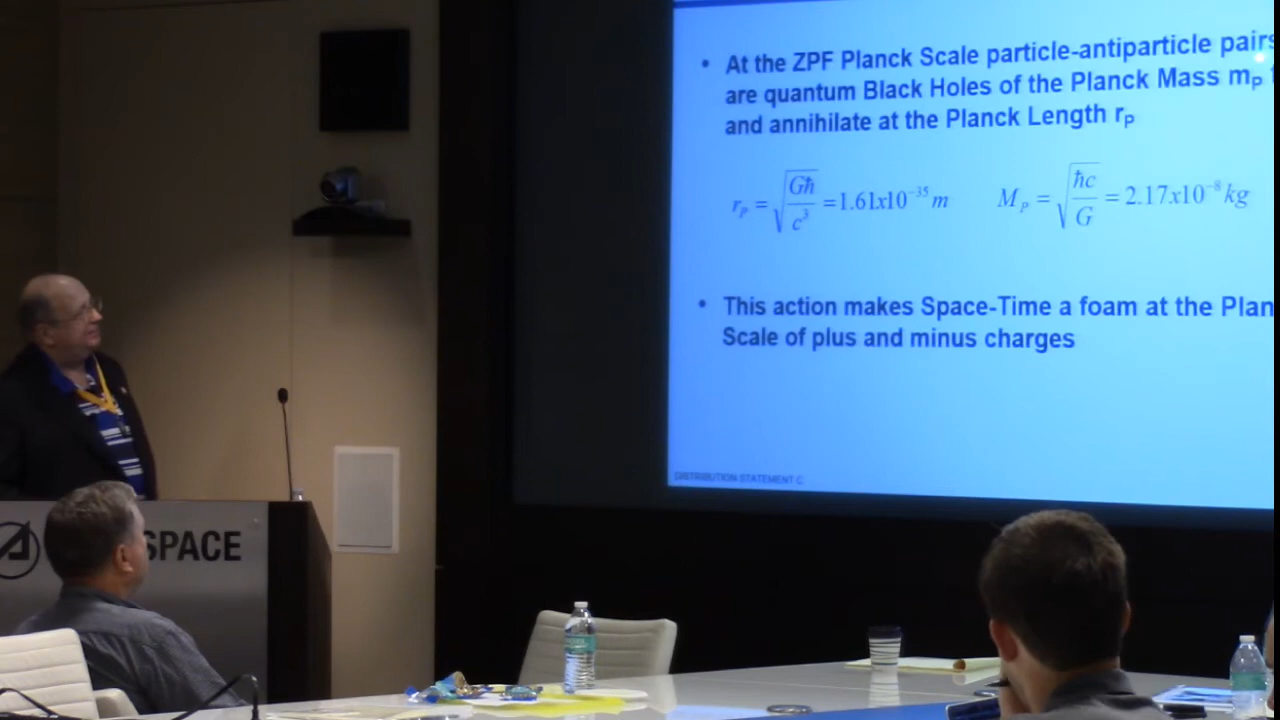 At the ZPF Planck Scale particle-antiparticle pairs
are quantum Black Holes of the Planck Mass mP
and annihilate at the Planck Length rP
rP = √(Għ/c³) = 1.61x10⁻³⁵ m MP = √(ħc/G) = 2.17x10⁻⁸ kg
This action makes Space-Time a foam at the Plan
Scale of plus and minus charges
DISTRIBUTION STATEMENT C
SPACE